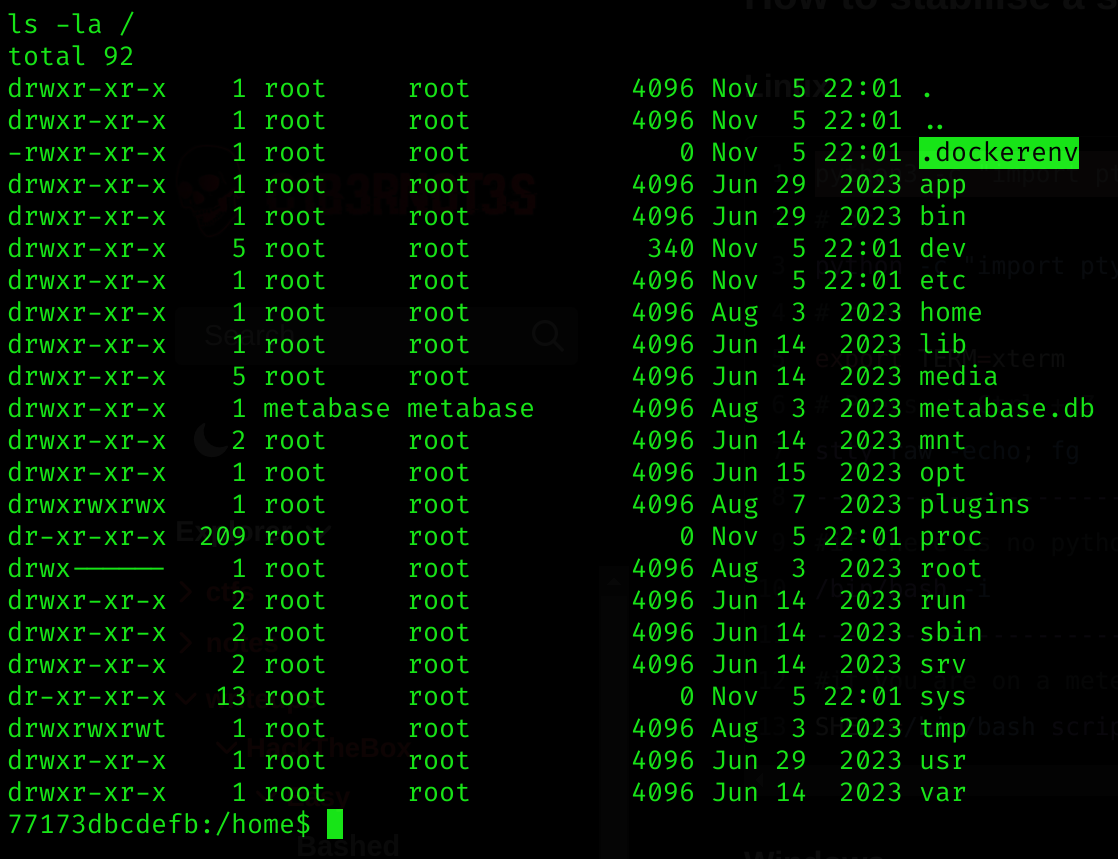 ls -la /
total 92
drwxr-xr-x    1 root     root          4096 Nov  5 22:01 .
drwxr-xr-x    1 root     root          4096 Nov  5 22:01 ..
-rwxr-xr-x    1 root     root             0 Nov  5 22:01 .dockerenv
drwxr-xr-x    1 root     root          4096 Jun 29  2023 app
drwxr-xr-x    1 root     root          4096 Jun 29  2023 bin
drwxr-xr-x    5 root     root           340 Nov  5 22:01 dev
drwxr-xr-x    1 root     root          4096 Nov  5 22:01 etc
drwxr-xr-x    1 root     root          4096 Aug  3  2023 home
drwxr-xr-x    1 root     root          4096 Jun 14  2023 lib
drwxr-xr-x    5 root     root          4096 Jun 14  2023 media
drwxr-xr-x    1 metabase metabase      4096 Aug  3  2023 metabase.db
drwxr-xr-x    2 root     root          4096 Jun 14  2023 mnt
drwxr-xr-x    1 root     root          4096 Jun 15  2023 opt
drwxrwxrwx    1 root     root          4096 Aug  7  2023 plugins
dr-xr-xr-x  209 root     root             0 Nov  5 22:01 proc
drwx------    1 root     root          4096 Aug  3  2023 root
drwxr-xr-x    2 root     root          4096 Jun 14  2023 run
drwxr-xr-x    2 root     root          4096 Jun 14  2023 sbin
drwxr-xr-x    2 root     root          4096 Jun 14  2023 srv
dr-xr-xr-x   13 root     root             0 Nov  5 22:01 sys
drwxrwxrwt    1 root     root          4096 Aug  3  2023 tmp
drwxr-xr-x    1 root     root          4096 Jun 29  2023 usr
drwxr-xr-x    1 root     root          4096 Jun 14  2023 var
77173dbcdefb:/home$
Search
Bashed